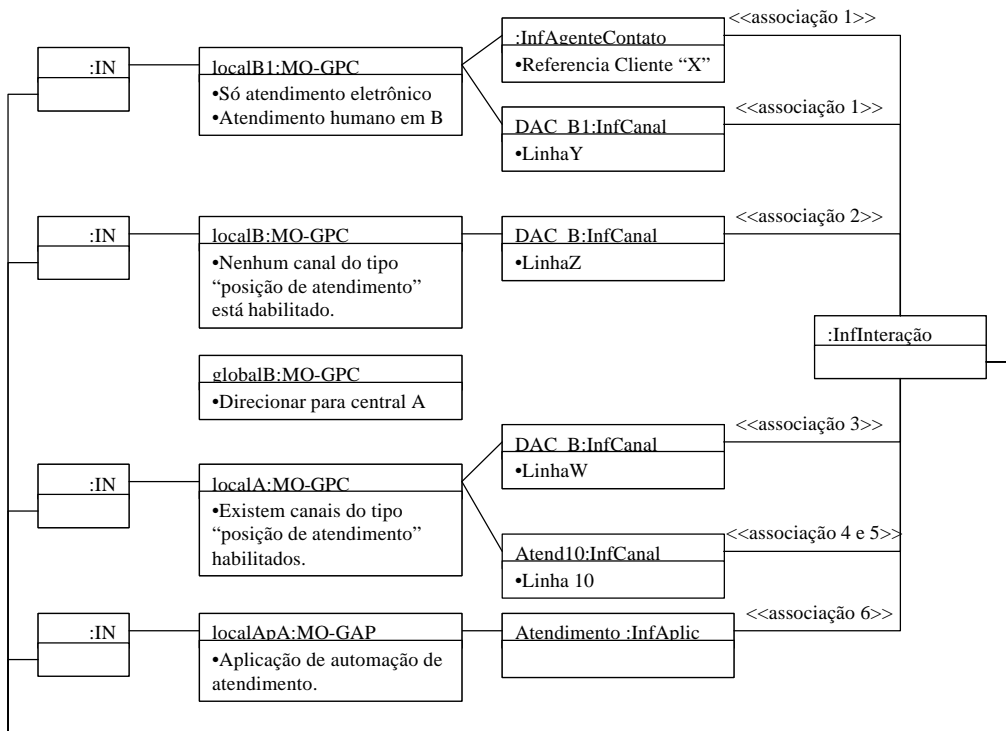 <<associação 1>>
:InfAgenteContato
•Referencia Cliente “X”
:IN
localB1:MO-GPC
•Só atendimento eletrônico
•Atendimento humano em B
<<associação 1>>
DAC_B1:InfCanal
•LinhaY
<<associação 2>>
:IN
localB:MO-GPC
•Nenhum canal do tipo
“posição de atendimento”
está habilitado.
DAC_B:InfCanal
•LinhaZ
:InfInteração
globalB:MO-GPC
•Direcionar para central A
<<associação 3>>
DAC_B:InfCanal
•LinhaW
:IN
localA:MO-GPC
•Existem canais do tipo
“posição de atendimento”
habilitados.
<<associação 4 e 5>>
Atend10:InfCanal
•Linha 10
<<associação 6>>
:IN
localApA:MO-GAP
•Aplicação de automação de
atendimento.
Atendimento :InfAplic